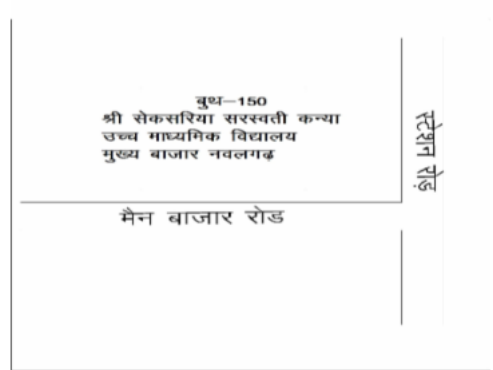 बुथ–150
श्री सेकसरिया सरस्वती कन्या
उच्च माध्यमिक विद्यालय
मुख्य बाजार नवलगढ़
स्टेशन रोड़
मैन बाजार रोड